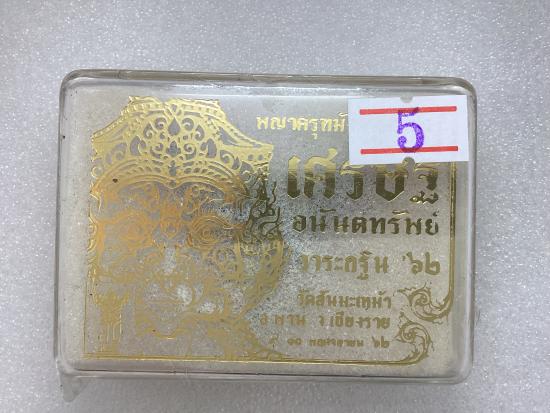 พญาครุฑ
5
เศรษฐี
อนันตทรัพย์
วาระกฐิน '๖๒
วัดสันมะเหม้า
อ.พาน จ.เชียงราย
๑๐ พฤศจิกายน ๖๒